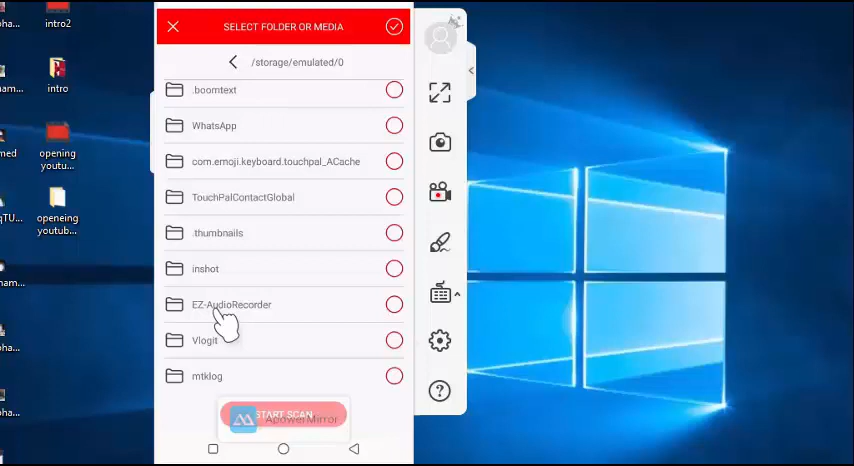 intro2
intro
opening
youtu...
openeing
youtub...
SELECT FOLDER OR MEDIA
/storage/emulated/0
.boomtext
WhatsApp
com.emoji.keyboard.touchpal_ACache
TouchPalContactGlobal
.thumbnails
inshot
EZ-AudioRecorder
Vlogit
mtklog
START SCAN
ApowerMirror